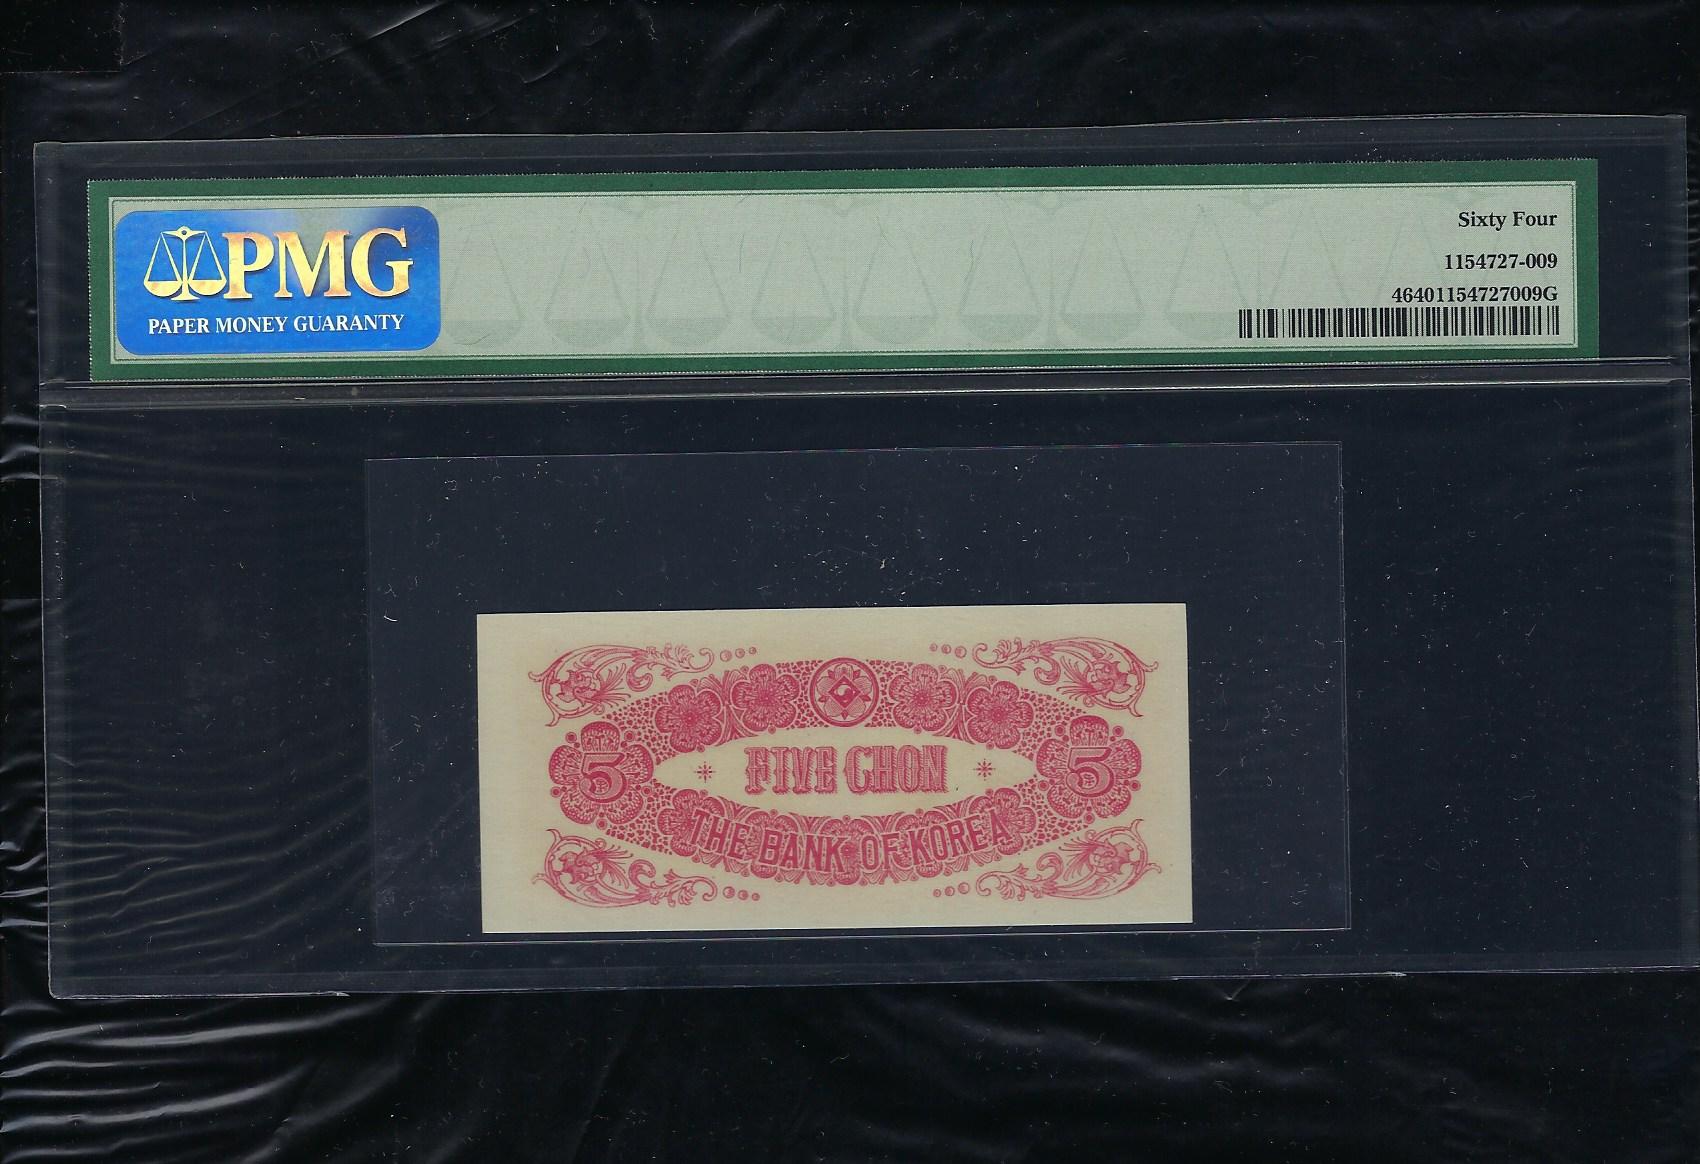 PMG
PAPER MONEY GUARANTY
Sixty Four
1154727-009
46401154727009G
5 FIVE CHON 5
THE BANK OF KOREA